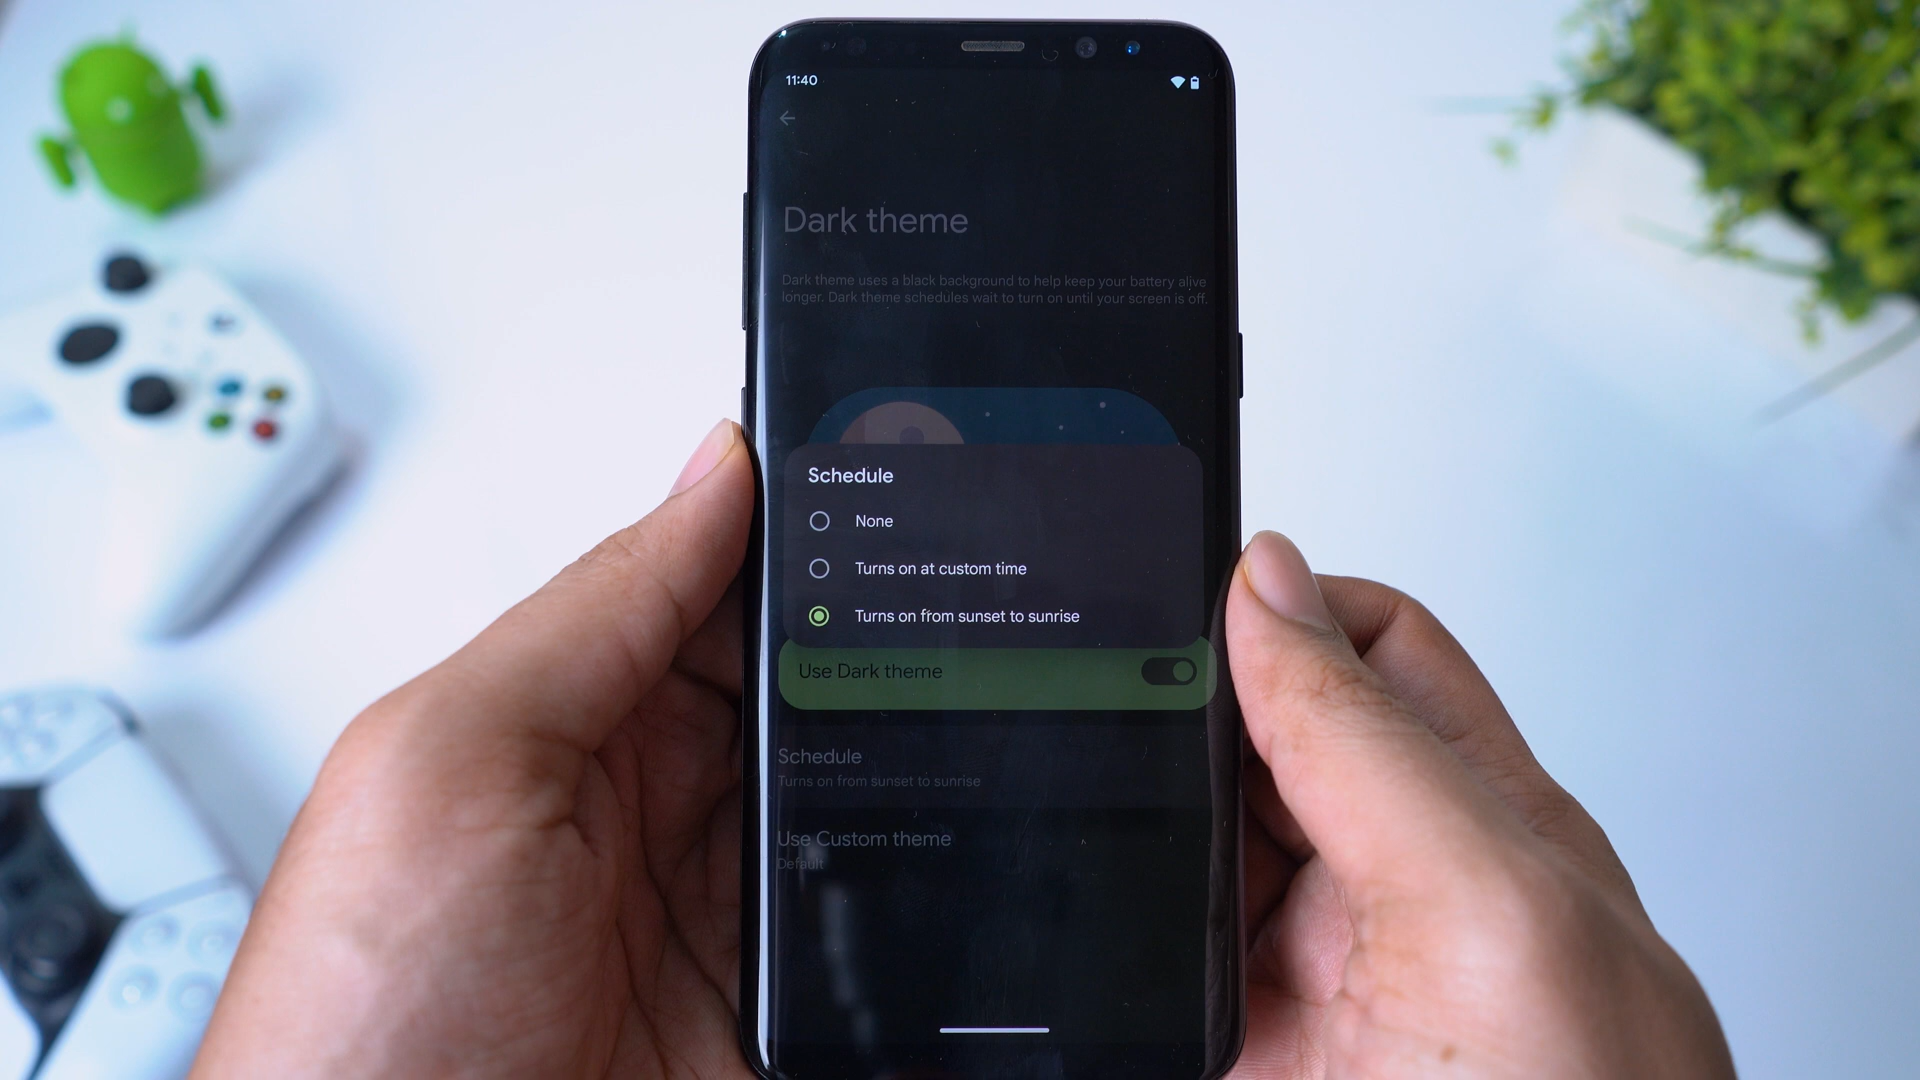 11:40
Dark theme
Dark theme uses a black background to help keep your battery alive
longer. Dark theme schedules wait to turn on until your screen is off.
Schedule
None
Turns on at custom time
Turns on from sunset to sunrise
Use Dark theme
Schedule
Turns on from sunset to sunrise
Use Custom theme
Default